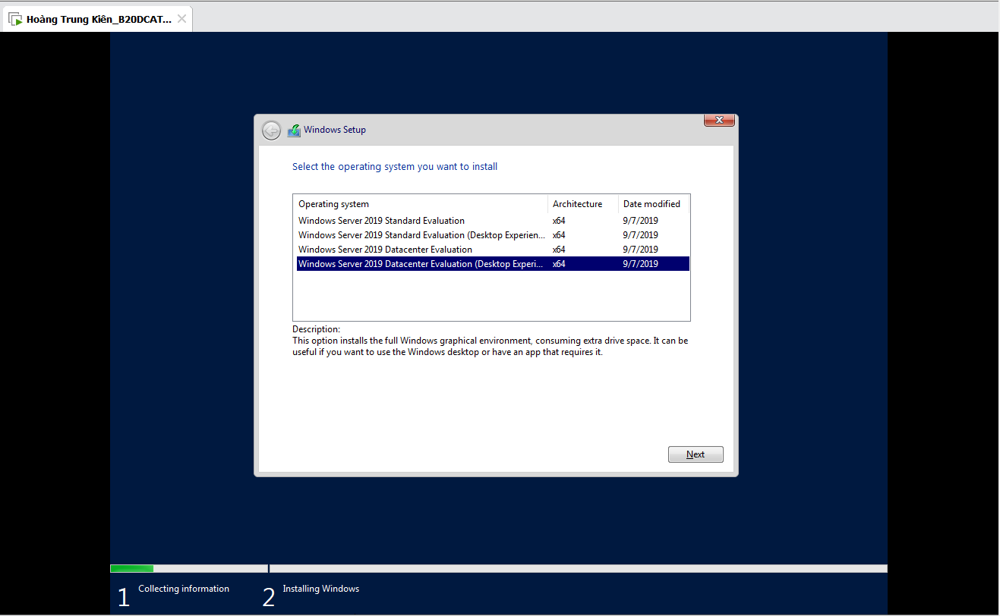 Hoàng Trung Kiên_B20DCAT...
Windows Setup
Select the operating system you want to install
Operating system Architecture Date modified
Windows Server 2019 Standard Evaluation x64 9/7/2019
Windows Server 2019 Standard Evaluation (Desktop Experien... x64 9/7/2019
Windows Server 2019 Datacenter Evaluation x64 9/7/2019
Windows Server 2019 Datacenter Evaluation (Desktop Experi... x64 9/7/2019
Description:
This option installs the full Windows graphical environment, consuming extra drive space. It can be
useful if you want to use the Windows desktop or have an app that requires it.
Next
1 Collecting information 2 Installing Windows